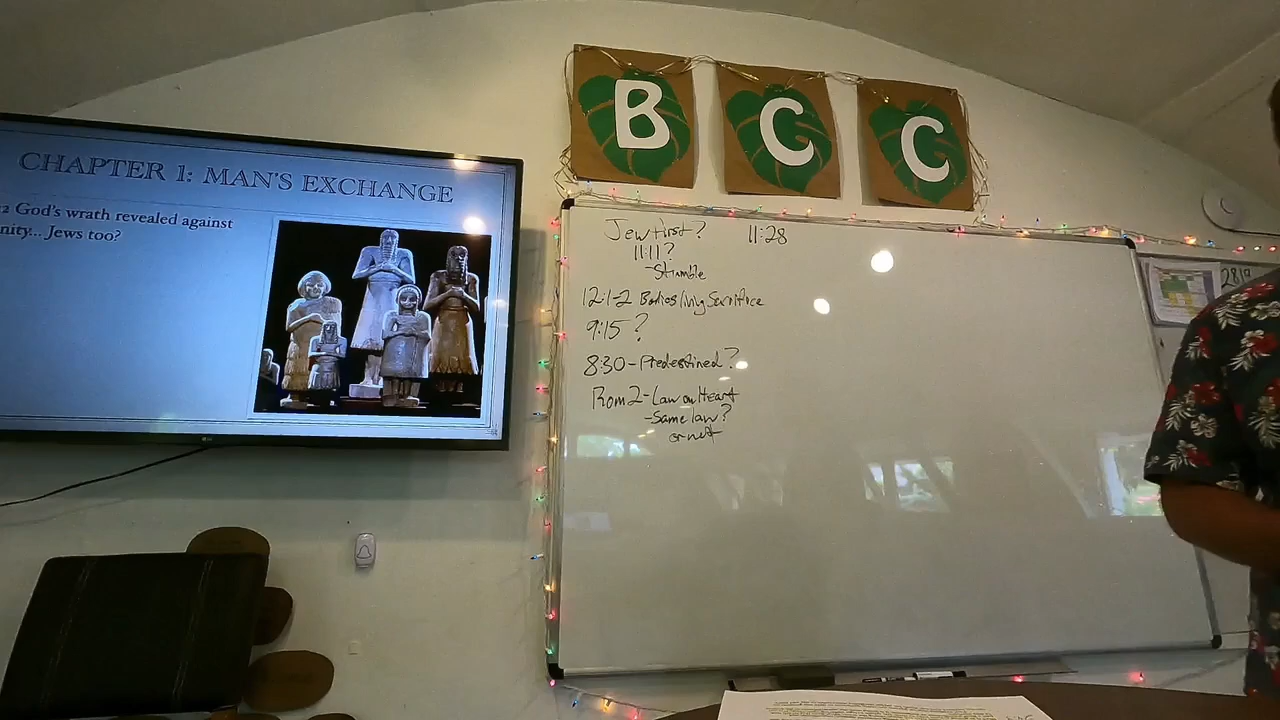 B C C
CHAPTER 1: MAN'S EXCHANGE
God's wrath revealed against
Jews too?
LG
Jew first? 11:28
11:11?
-Stumble
12:1-2 Bodies living Sacrifice
9:15?
8:30-Predestined?
Rom 2-Law on Heart
-Same law?
or not